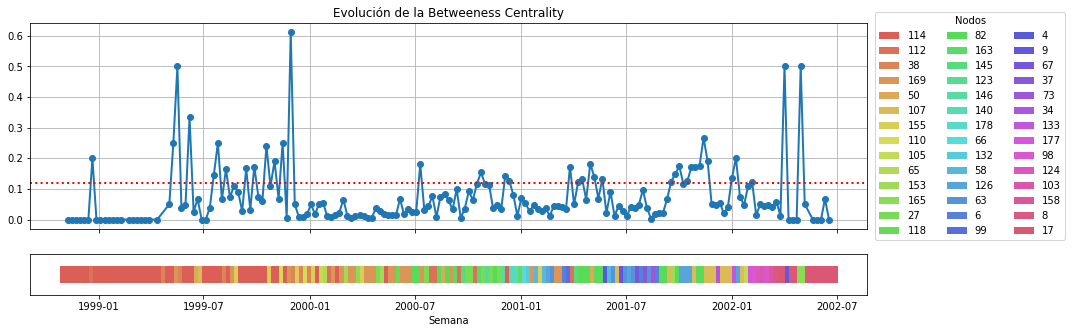 Evolución de la Betweeness Centrality
0.6
0.5
0.4
0.3
0.2
0.1
0.0
1999-01 1999-07 2000-01 2000-07 2001-01 2001-07 2002-01 2002-07
Semana
Nodos
114 82 4
112 163 9
38 145 67
169 123 37
50 146 73
107 140 34
155 178 133
110 66 177
105 132 98
65 58 124
153 126 103
165 63 158
27 6 8
118 99 17